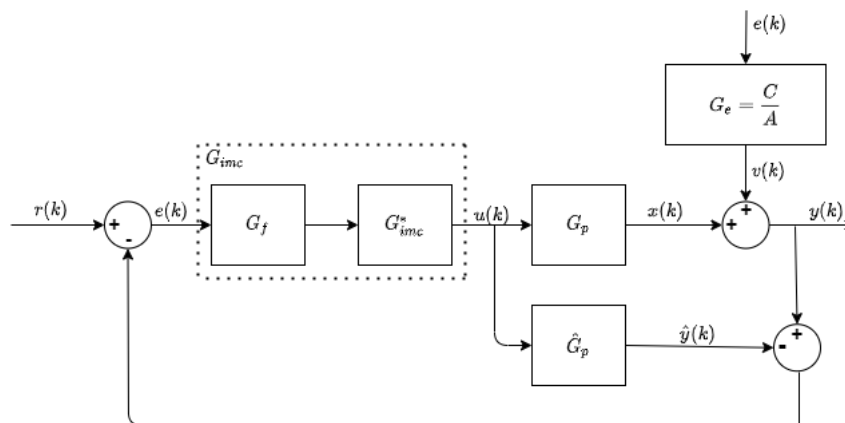 e(k)
G_e = C/A
G_imc
v(k)
r(k)
+
-
e(k)
G_f
G*_imc
u(k)
G_p
x(k)
+
+
y(k)
Ĝ_p
ŷ(k)
-
+